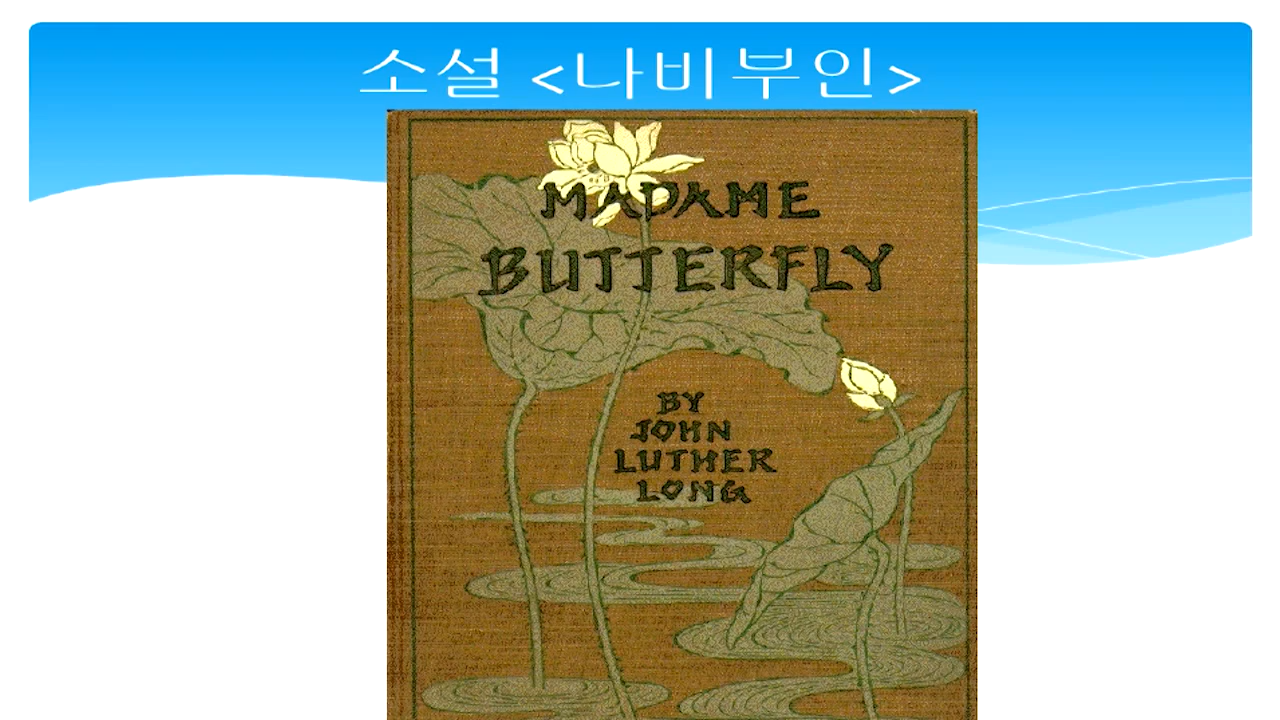 소설 <나비부인>
MADAME
BUTTERFLY
BY
JOHN
LUTHER
LONG